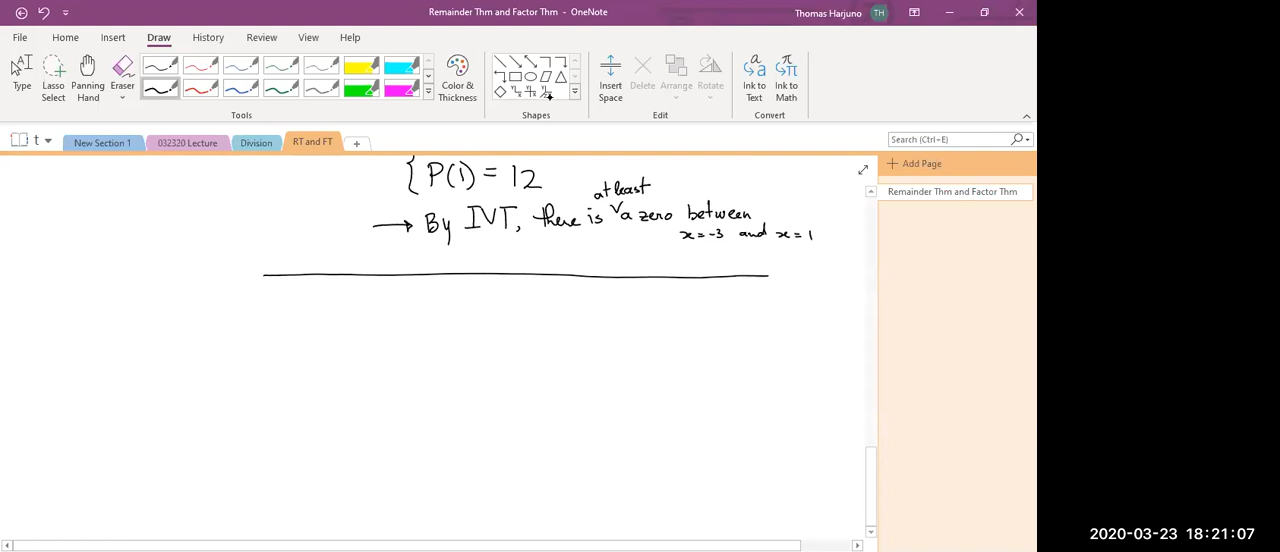 Remainder Thm and Factor Thm - OneNote
Thomas Harjuno TH
File Home Insert Draw History Review View Help
Type
Lasso Select
Panning Hand
Eraser
Color & Thickness
Insert Space
Delete
Arrange
Rotate
Ink to Text
Ink to Math
Tools
Shapes
Edit
Convert
t
New Section 1
032320 Lecture
Division
RT and FT
Search (Ctrl+E)
Add Page
Remainder Thm and Factor Thm
{ P(1) = 12
at least
→ By IVT, there is ∨ a zero between
x = -3 and x = 1
2020-03-23 18:21:07